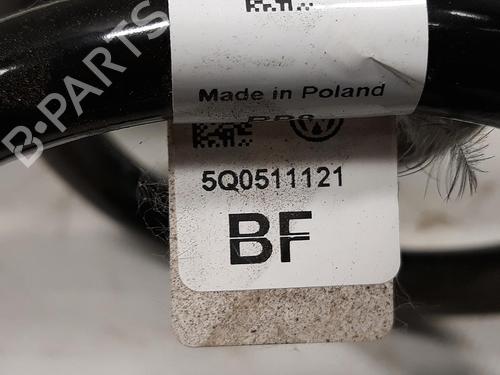 B-PARTS
Made in Poland
5Q0511121
BF